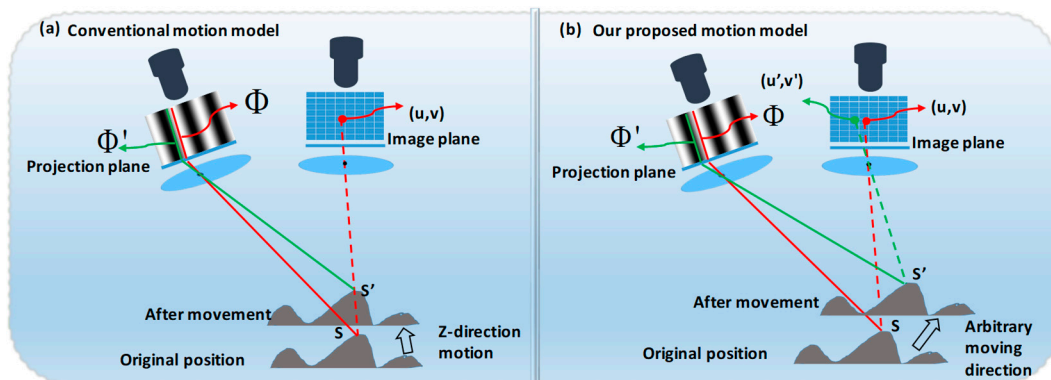 (a) Conventional motion model
Φ
Φ'
(u,v)
Image plane
Projection plane
S'
After movement
S
Z-direction
motion
Original position
(b) Our proposed motion model
(u',v')
Φ
(u,v)
Φ'
Image plane
Projection plane
S'
After movement
S
Arbitrary
moving
direction
Original position